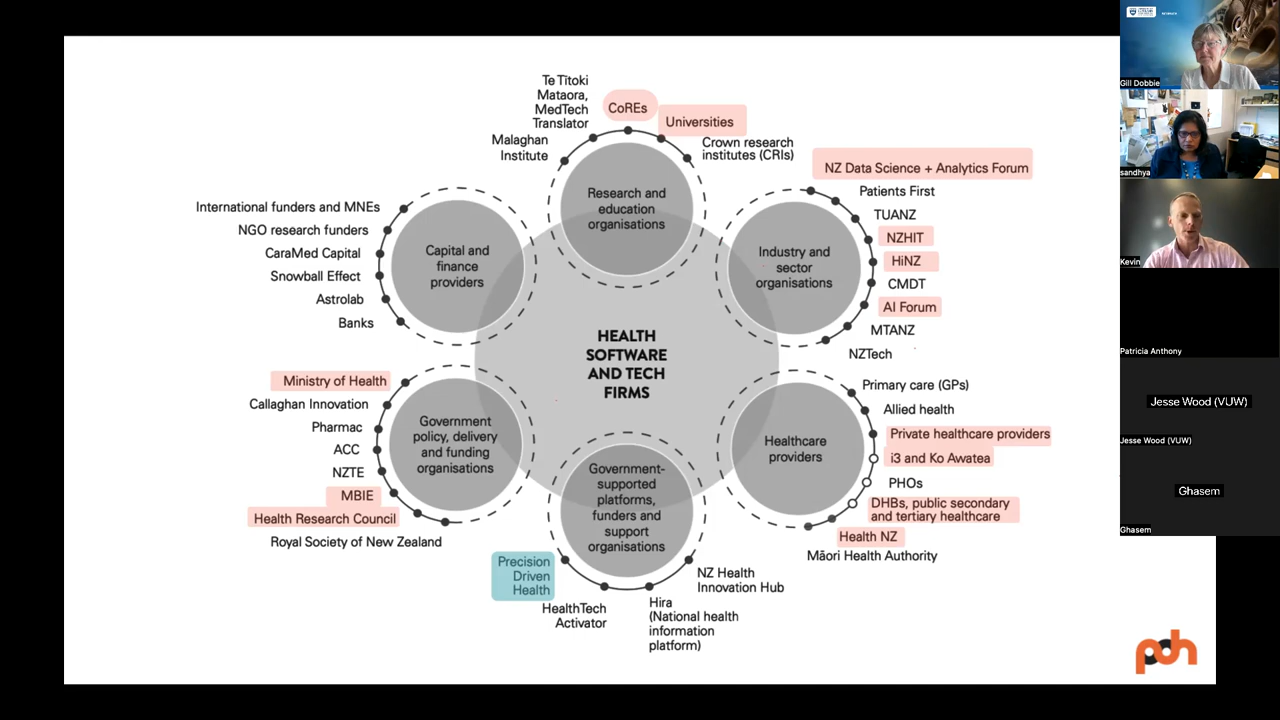 Te Tītoki
Mataora,
MedTech
Translator
CoREs
Universities
Malaghan
Institute
Crown research
institutes (CRIs)
Research and
education
organisations
NZ Data Science + Analytics Forum
Patients First
TUANZ
NZHIT
HiNZ
CMDT
AI Forum
MTANZ
NZTech
Industry and
sector
organisations
International funders and MNEs
NGO research funders
CaraMed Capital
Snowball Effect
Astrolab
Banks
Capital and
finance
providers
HEALTH
SOFTWARE
AND TECH
FIRMS
Ministry of Health
Callaghan Innovation
Pharmac
ACC
NZTE
MBIE
Health Research Council
Royal Society of New Zealand
Government
policy, delivery
and funding
organisations
Government-
supported
platforms,
funders and
support
organisations
Precision
Driven
Health
HealthTech
Activator
Hira
(National health
information
platform)
NZ Health
Innovation Hub
Healthcare
providers
Primary care (GPs)
Allied health
Private healthcare providers
i3 and Ko Awatea
PHOs
DHBs, public secondary
and tertiary healthcare
Health NZ
Māori Health Authority
pdh
Gill Dobbie
sandhya
Kevin
Patricia Anthony
Jesse Wood (VUW)
Jesse Wood (VUW)
Ghasem
Ghasem